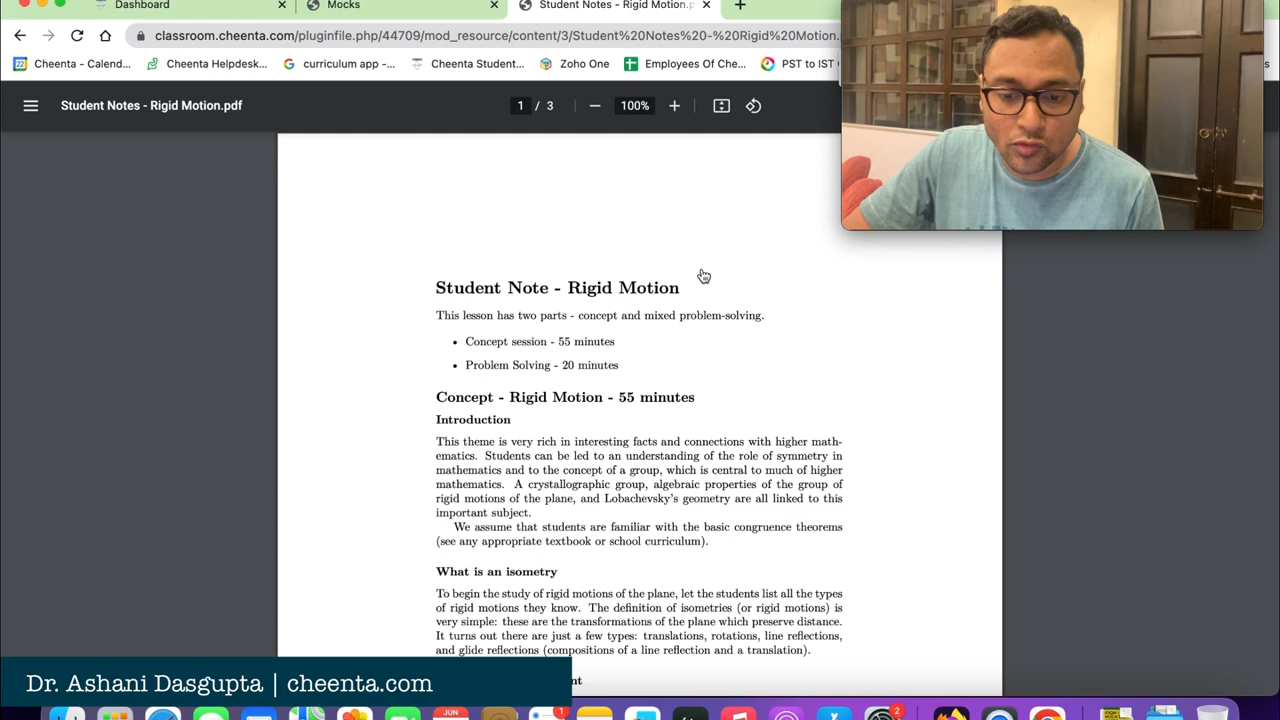 Dashboard
Mocks
Student Notes - Rigid Motion.p
classroom.cheenta.com/pluginfile.php/44709/mod_resource/content/3/Student%20Notes%20-%20Rigid%20Motion.
Cheenta - Calend...
Cheenta Helpdesk...
curriculum app -...
Cheenta Student...
Zoho One
Employees Of Che...
PST to IST
Student Notes - Rigid Motion.pdf
1 / 3
100%
Student Note - Rigid Motion
This lesson has two parts - concept and mixed problem-solving.
• Concept session - 55 minutes
• Problem Solving - 20 minutes
Concept - Rigid Motion - 55 minutes
Introduction
This theme is very rich in interesting facts and connections with higher math-
ematics. Students can be led to an understanding of the role of symmetry in
mathematics and to the concept of a group, which is central to much of higher
mathematics. A crystallographic group, algebraic properties of the group of
rigid motions of the plane, and Lobachevsky's geometry are all linked to this
important subject.
We assume that students are familiar with the basic congruence theorems
(see any appropriate textbook or school curriculum).
What is an isometry
To begin the study of rigid motions of the plane, let the students list all the types
of rigid motions they know. The definition of isometries (or rigid motions) is
very simple: these are the transformations of the plane which preserve distance.
It turns out there are just a few types: translations, rotations, line reflections,
and glide reflections (compositions of a line reflection and a translation).
Dr. Ashani Dasgupta | cheenta.com
nt
JUN
1
2